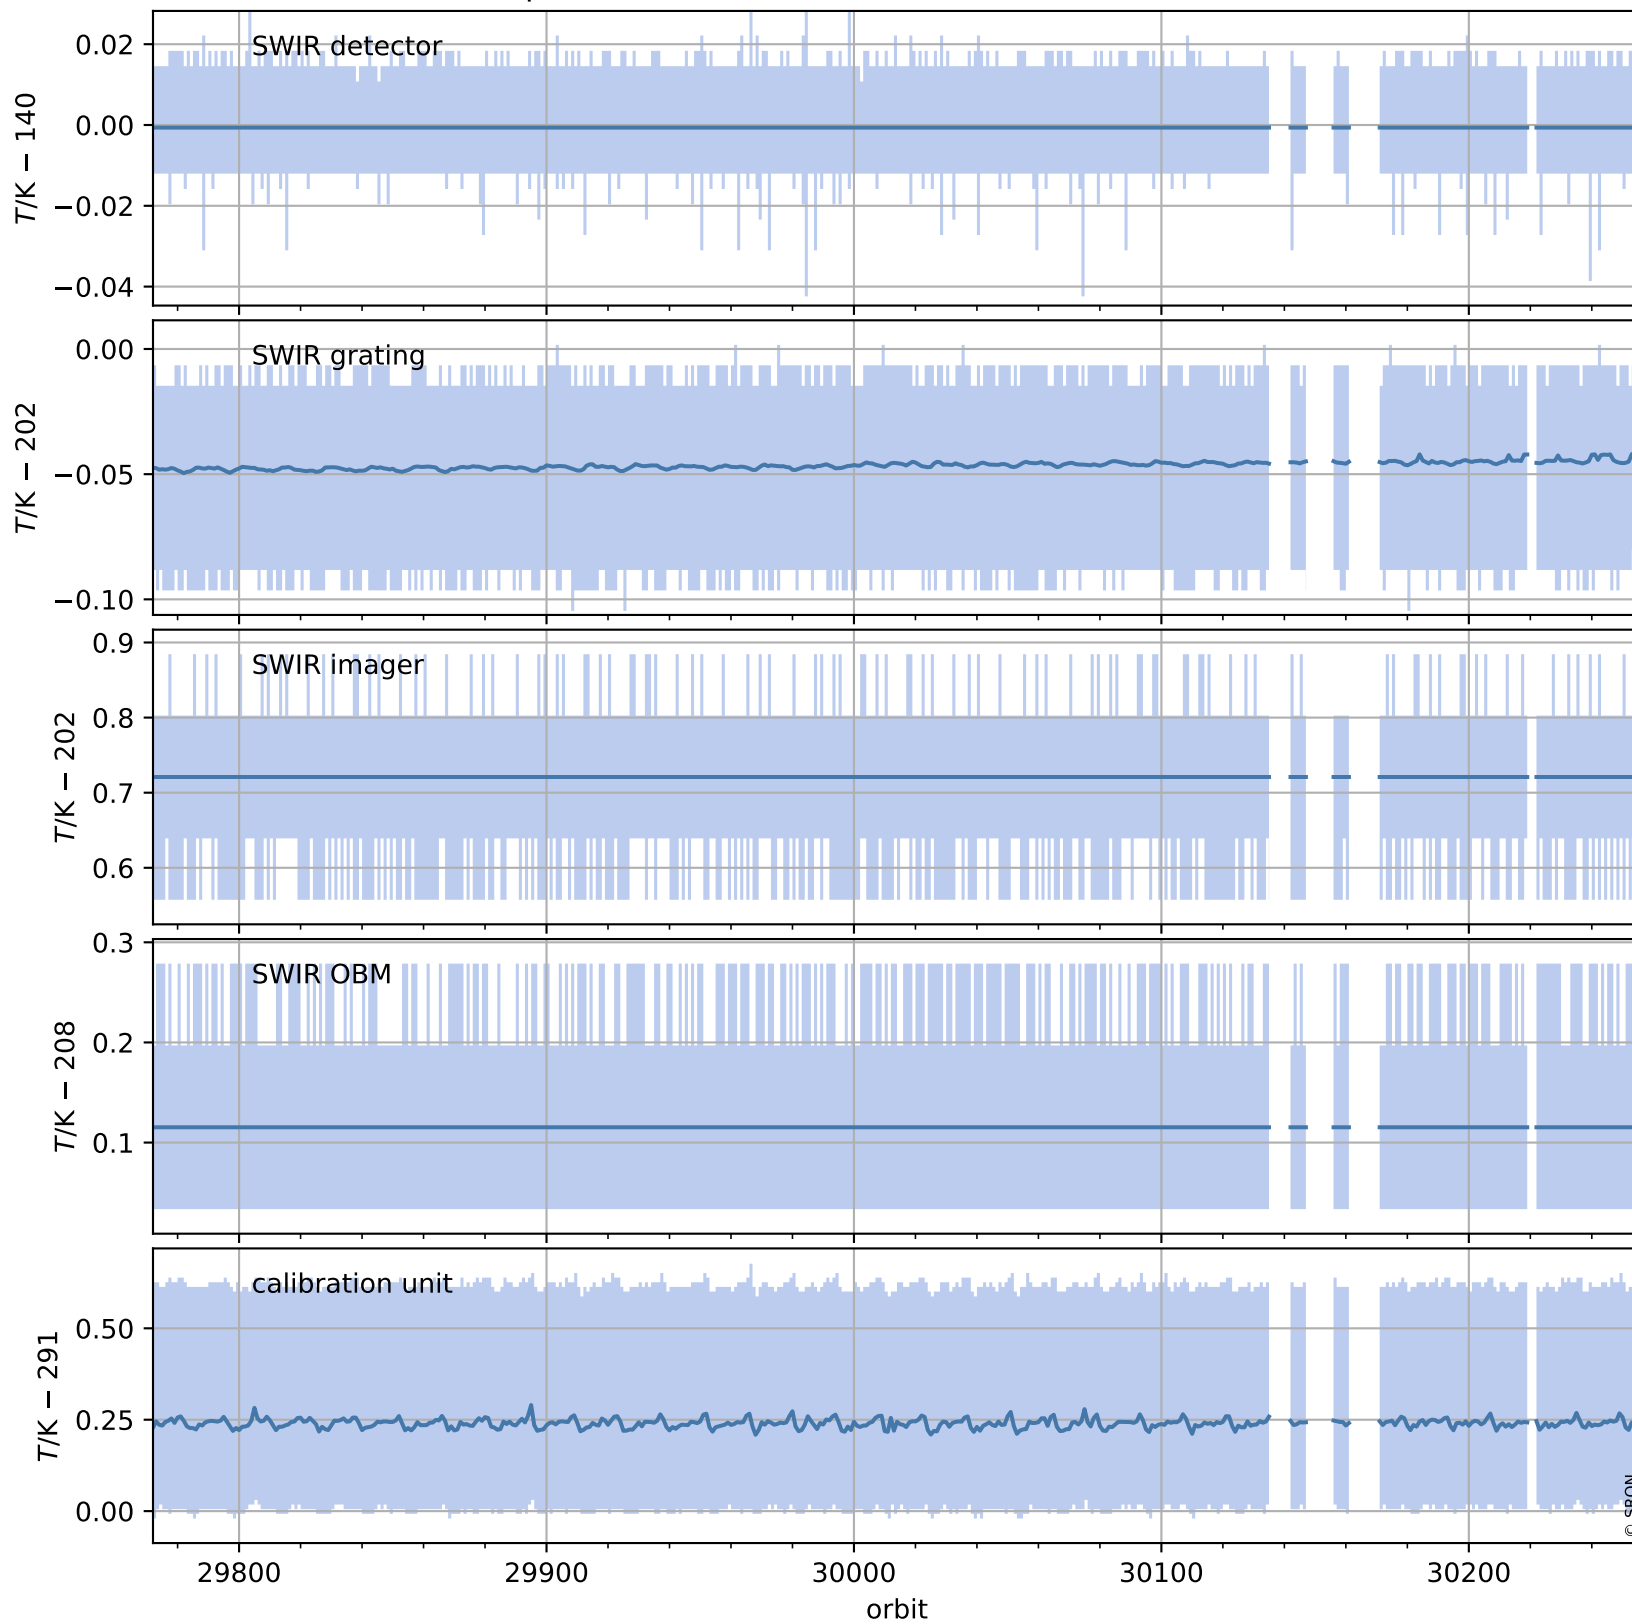 SWIR detector
0.02
0.00
−0.02
−0.04
T/K − 140
SWIR grating
0.00
−0.05
−0.10
T/K − 202
SWIR imager
0.9
0.8
0.7
0.6
T/K − 202
SWIR OBM
0.3
0.2
0.1
T/K − 208
calibration unit
0.50
0.25
0.00
T/K − 291
© SRON
29800 29900 30000 30100 30200
orbit